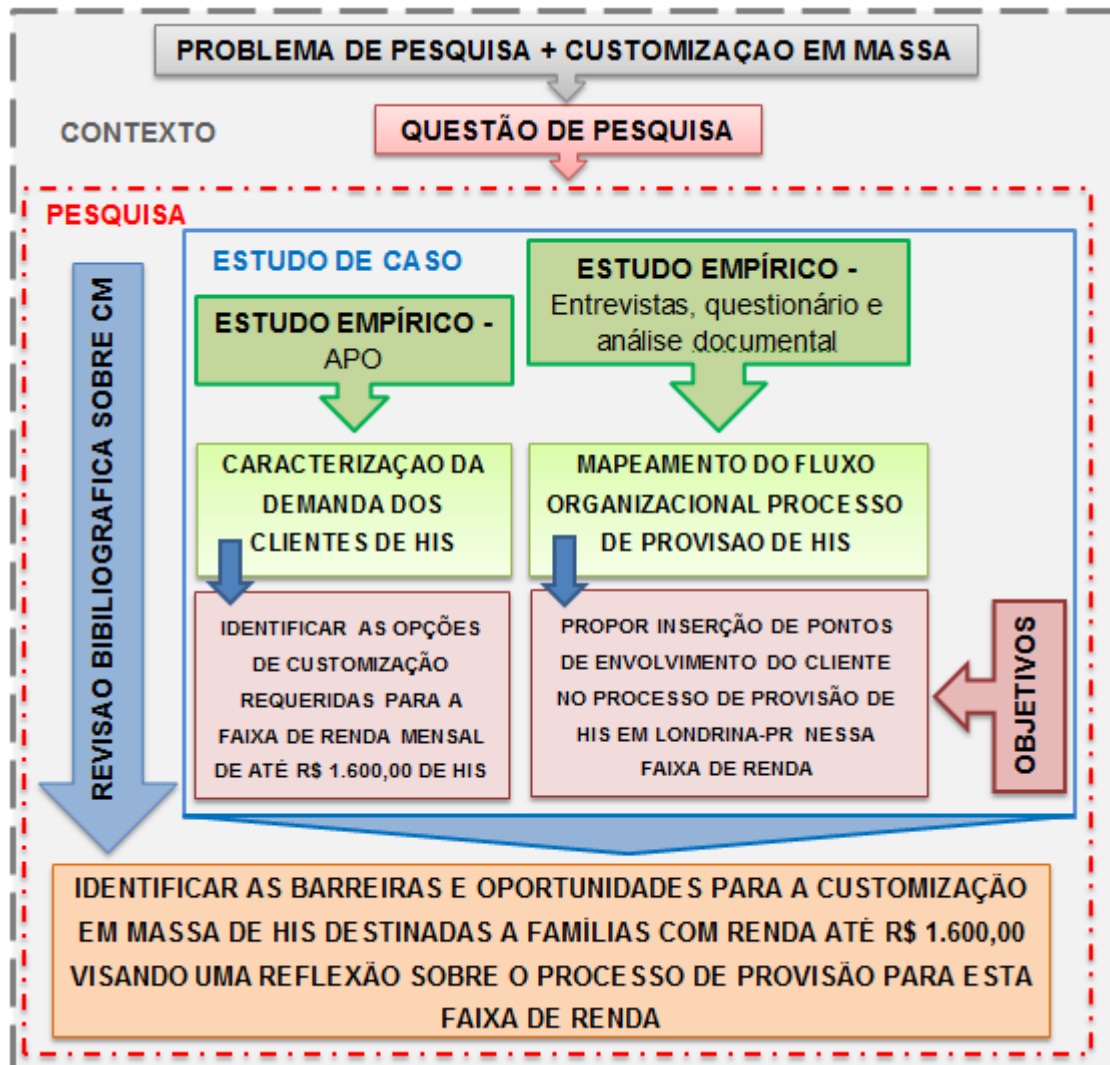 PROBLEMA DE PESQUISA + CUSTOMIZAÇAO EM MASSA
CONTEXTO
QUESTÃO DE PESQUISA
PESQUISA
REVISAO BIBILIOGRAFICA SOBRE CM
ESTUDO DE CASO
ESTUDO EMPÍRICO -
APO
ESTUDO EMPÍRICO -
Entrevistas, questionário e
análise documental
CARACTERIZAÇAO DA
DEMANDA DOS
CLIENTES DE HIS
MAPEAMENTO DO FLUXO
ORGANIZACIONAL PROCESSO
DE PROVISAO DE HIS
IDENTIFICAR AS OPÇÕES
DE CUSTOMIZAÇÃO
REQUERIDAS PARA A
FAIXA DE RENDA MENSAL
DE ATÉ R$ 1.600,00 DE HIS
PROPOR INSERÇÃO DE PONTOS
DE ENVOLVIMENTO DO CLIENTE
NO PROCESSO DE PROVISÃO DE
HIS EM LONDRINA-PR NESSA
FAIXA DE RENDA
OBJETIVOS
IDENTIFICAR AS BARREIRAS E OPORTUNIDADES PARA A CUSTOMIZAÇÃO
EM MASSA DE HIS DESTINADAS A FAMÍLIAS COM RENDA ATÉ R$ 1.600,00
VISANDO UMA REFLEXÃO SOBRE O PROCESSO DE PROVISÃO PARA ESTA
FAIXA DE RENDA